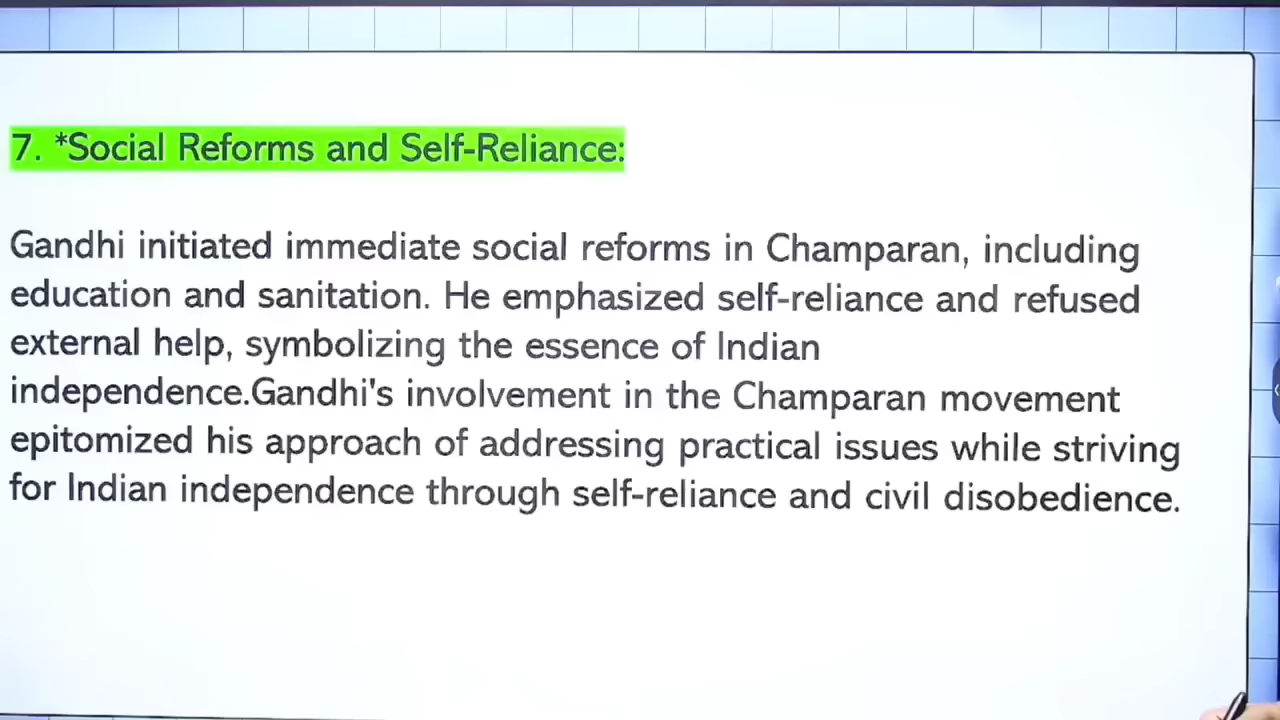 7. *Social Reforms and Self-Reliance:
Gandhi initiated immediate social reforms in Champaran, including
education and sanitation. He emphasized self-reliance and refused
external help, symbolizing the essence of Indian
independence.Gandhi's involvement in the Champaran movement
epitomized his approach of addressing practical issues while striving
for Indian independence through self-reliance and civil disobedience.